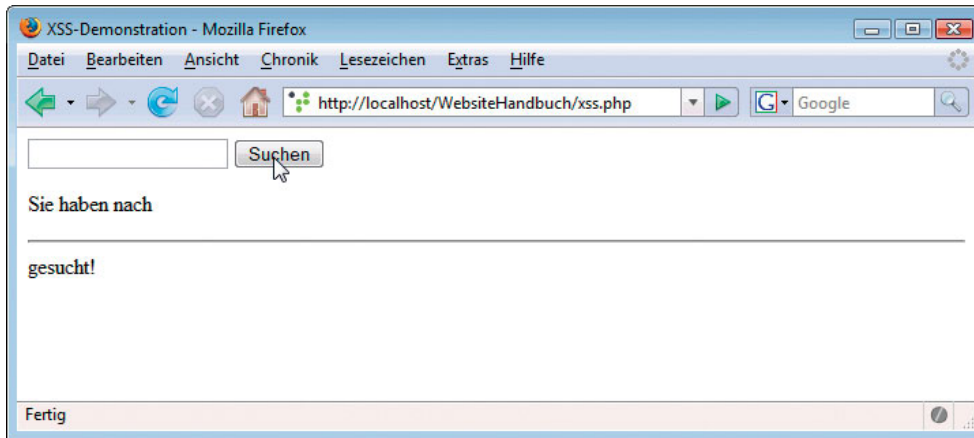 XSS-Demonstration - Mozilla Firefox
Datei Bearbeiten Ansicht Chronik Lesezeichen Extras Hilfe
http://localhost/WebsiteHandbuch/xss.php G Google
Suchen
Sie haben nach
gesucht!
Fertig